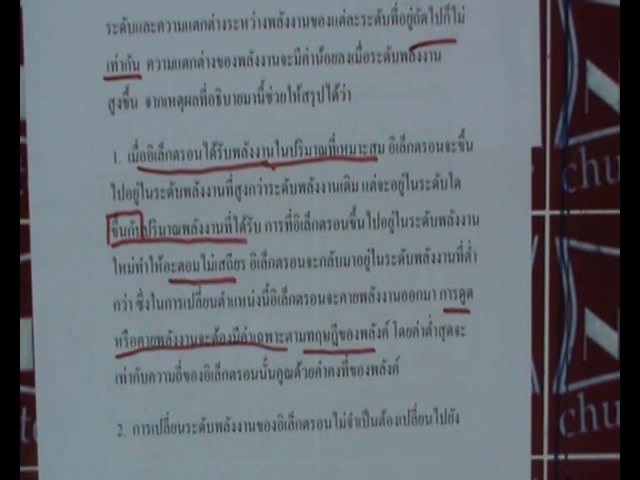 ระดับและความแตกต่างระหว่างพลังงานของแต่ละระดับที่อยู่ถัดไปก็ไม่
เท่ากัน ความแตกต่างของพลังงานจะมีค่าน้อยลงเมื่อระดับพลังงาน
สูงขึ้น จากเหตุผลที่อธิบายมานี้ช่วยให้สรุปได้ว่า
1. เมื่ออิเล็กตรอนได้รับพลังงานในปริมาณที่เหมาะสม อิเล็กตรอนจะขึ้น
ไปอยู่ในระดับพลังงานที่สูงกว่าระดับพลังงานเดิม แต่จะอยู่ในระดับใด
ขึ้นกับปริมาณพลังงานที่ได้รับ การที่อิเล็กตรอนขึ้นไปอยู่ในระดับพลังงาน
ใหม่ทำให้อะตอมไม่เสถียร อิเล็กตรอนจะกลับมาอยู่ในระดับพลังงานที่ต่ำ
กว่า ซึ่งในการเปลี่ยนตำแหน่งนี้อิเล็กตรอนจะคายพลังงานออกมา การดูด
หรือคายพลังงานจะต้องมีค่าเฉพาะตามทฤษฎีของพลังค์ โดยค่าต่ำสุดจะ
เท่ากับความถี่ของอิเล็กตรอนนั้นคูณด้วยค่าคงที่ของพลังค์
2. การเปลี่ยนระดับพลังงานของอิเล็กตรอนไม่จำเป็นต้องเปลี่ยนไปยัง
chu
chu